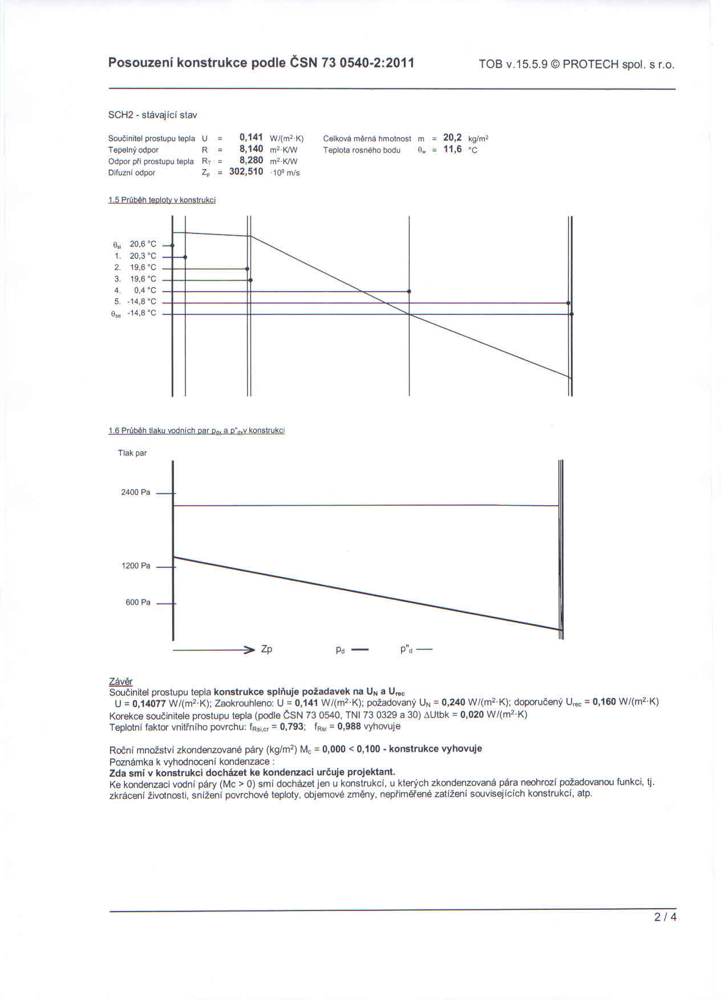 Posouzení konstrukce podle ČSN 73 0540-2:2011 TOB v.15.5.9 © PROTECH spol. s r.o.
SCH2 - stávající stav
Součinitel prostupu tepla U = 0,141 W/(m²·K) Celková měrná hmotnost m = 20,2 kg/m²
Tepelný odpor R = 8,140 m²·K/W Teplota rosného bodu θw = 11,6 °C
Odpor při prostupu tepla RT = 8,280 m²·K/W
Difuzní odpor Zp = 302,510 ·10⁹ m/s
1.5 Průběh teploty v konstrukci
θsi 20,6 °C
1. 20,3 °C
2. 19,6 °C
3. 19,6 °C
4. 0,4 °C
5. -14,8 °C
θse -14,8 °C
1.6 Průběh tlaku vodních par pdx a p"dx v konstrukci
Tlak par
2400 Pa
1200 Pa
600 Pa
Zp pd p"d
Závěr
Součinitel prostupu tepla konstrukce splňuje požadavek na UN a Urec
U = 0,14077 W/(m²·K); Zaokrouhleno: U = 0,141 W/(m²·K); požadovaný UN = 0,240 W/(m²·K); doporučený Urec = 0,160 W/(m²·K)
Korekce součinitele prostupu tepla (podle ČSN 73 0540, TNI 73 0329 a 30) ΔUtbk = 0,020 W/(m²·K)
Teplotní faktor vnitřního povrchu: fRsi,cr = 0,793; fRsi = 0,988 vyhovuje
Roční množství zkondenzované páry (kg/m²) Mc = 0,000 < 0,100 - konstrukce vyhovuje
Poznámka k vyhodnocení kondenzace :
Zda smí v konstrukci docházet ke kondenzaci určuje projektant.
Ke kondenzaci vodní páry (Mc > 0) smí docházet jen u konstrukcí, u kterých zkondenzovaná pára neohrozí požadovanou funkci, tj.
zkrácení životnosti, snížení povrchové teploty, objemové změny, nepřiměřené zatížení souvisejících konstrukcí, atp.
2 / 4